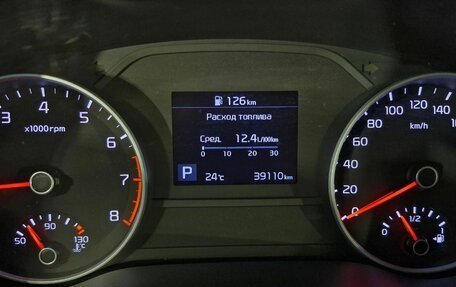 126 km
Расход топлива
Сред. 12.4 L/100km
0 10 20 30
P 24°C 39110 km
3 4 5 6 7 8
x1000 rpm
50 90 130
°C
0 20 40 60 80 100 120 140
km/h
0 1/2 1